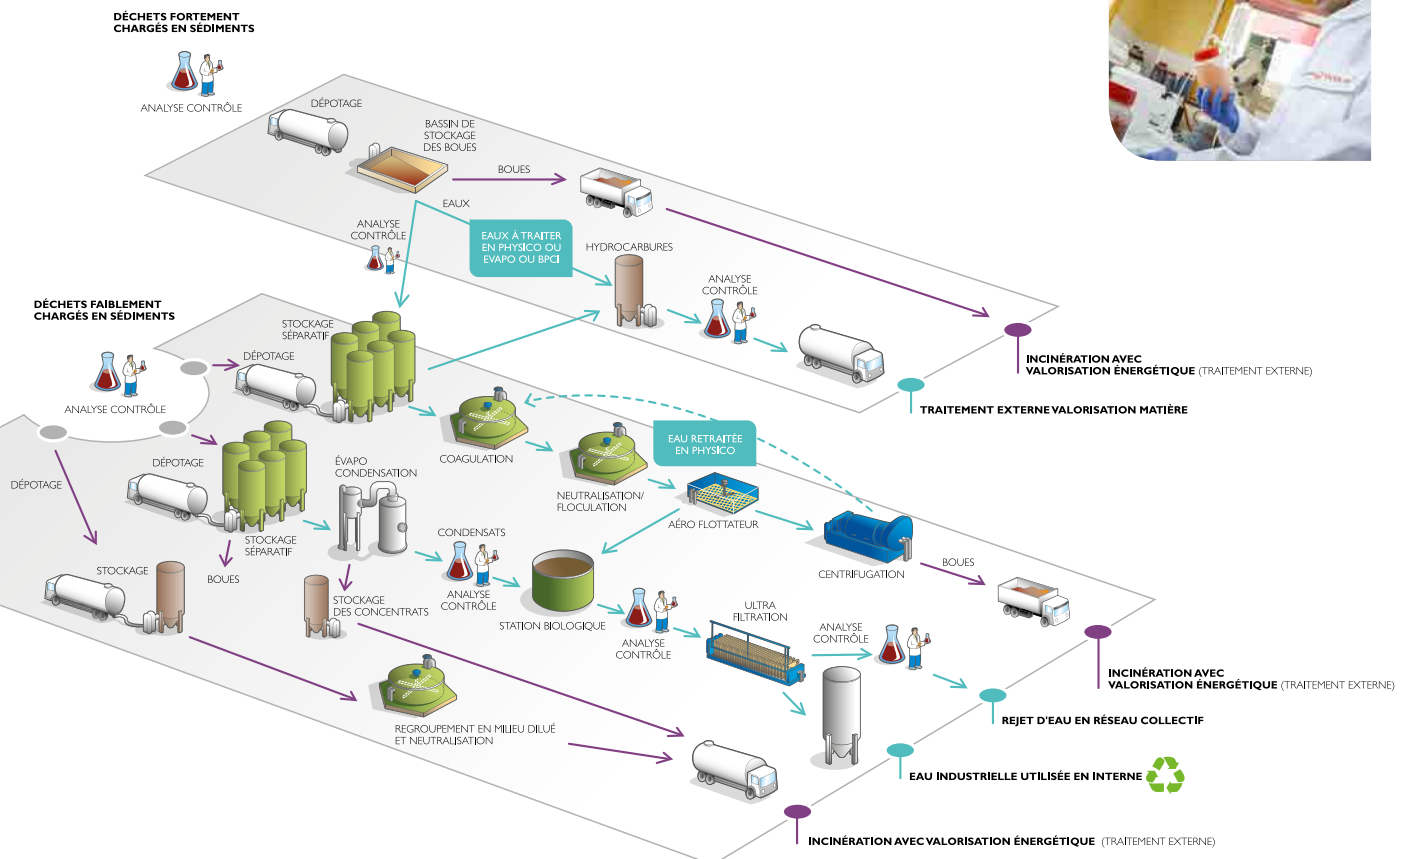 DÉCHETS FORTEMENT
CHARGÉS EN SÉDIMENTS
ANALYSE CONTRÔLE
DÉPOTAGE
BASSIN DE
STOCKAGE
DES BOUES
BOUES
EAUX
ANALYSE
CONTRÔLE
EAUX À TRAITER
EN PHYSICO OU
EVAPO OU BPCI
HYDROCARBURES
ANALYSE
CONTRÔLE
INCINÉRATION AVEC
VALORISATION ÉNERGÉTIQUE (TRAITEMENT EXTERNE)
TRAITEMENT EXTERNE VALORISATION MATIÈRE
DÉCHETS FAIBLEMENT
CHARGÉS EN SÉDIMENTS
ANALYSE CONTRÔLE
STOCKAGE
SÉPARATIF
DÉPOTAGE
COAGULATION
EAU RETRAITÉE
EN PHYSICO
NEUTRALISATION/
FLOCULATION
AÉRO FLOTTATEUR
CENTRIFUGATION
BOUES
DÉPOTAGE
DÉPOTAGE
ÉVAPO
CONDENSATION
STOCKAGE
SÉPARATIF
BOUES
CONDENSATS
ANALYSE
CONTRÔLE
STOCKAGE
STOCKAGE
DES CONCENTRATS
STATION BIOLOGIQUE
ANALYSE
CONTRÔLE
ULTRA
FILTRATION
ANALYSE
CONTRÔLE
INCINÉRATION AVEC
VALORISATION ÉNERGÉTIQUE (TRAITEMENT EXTERNE)
REJET D'EAU EN RÉSEAU COLLECTIF
REGROUPEMENT EN MILIEU DILUÉ
ET NEUTRALISATION
EAU INDUSTRIELLE UTILISÉE EN INTERNE
INCINÉRATION AVEC VALORISATION ÉNERGÉTIQUE (TRAITEMENT EXTERNE)